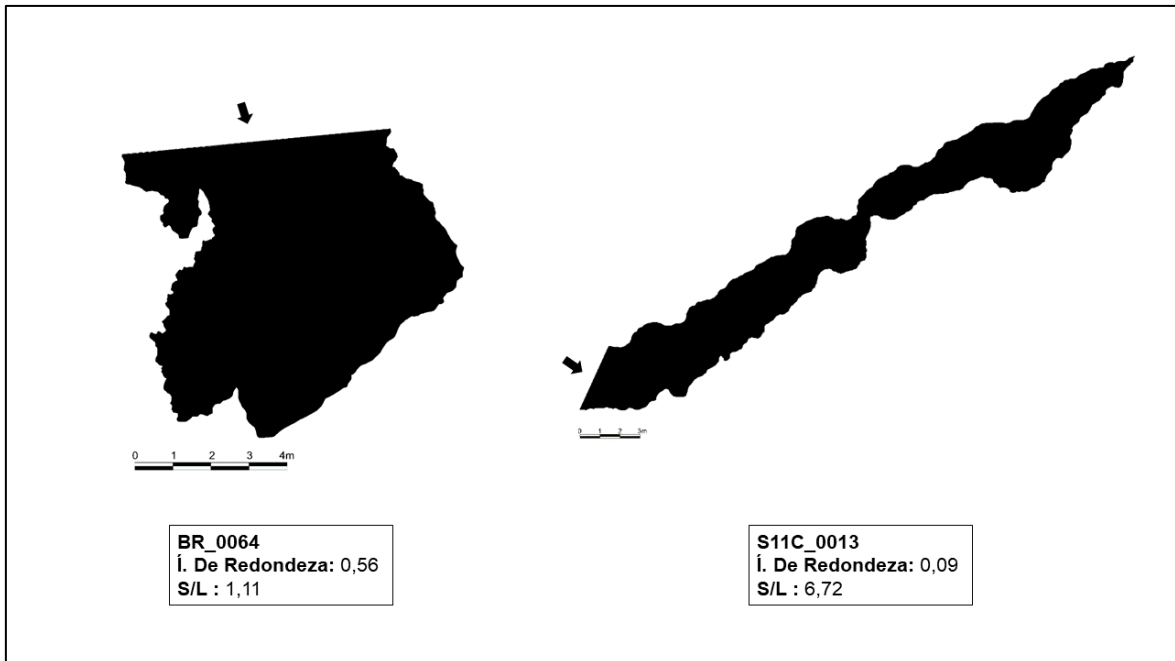 0 1 2 3 4m
0 1 2 3m
BR_0064
Í. De Redondeza: 0,56
S/L : 1,11
S11C_0013
Í. De Redondeza: 0,09
S/L : 6,72